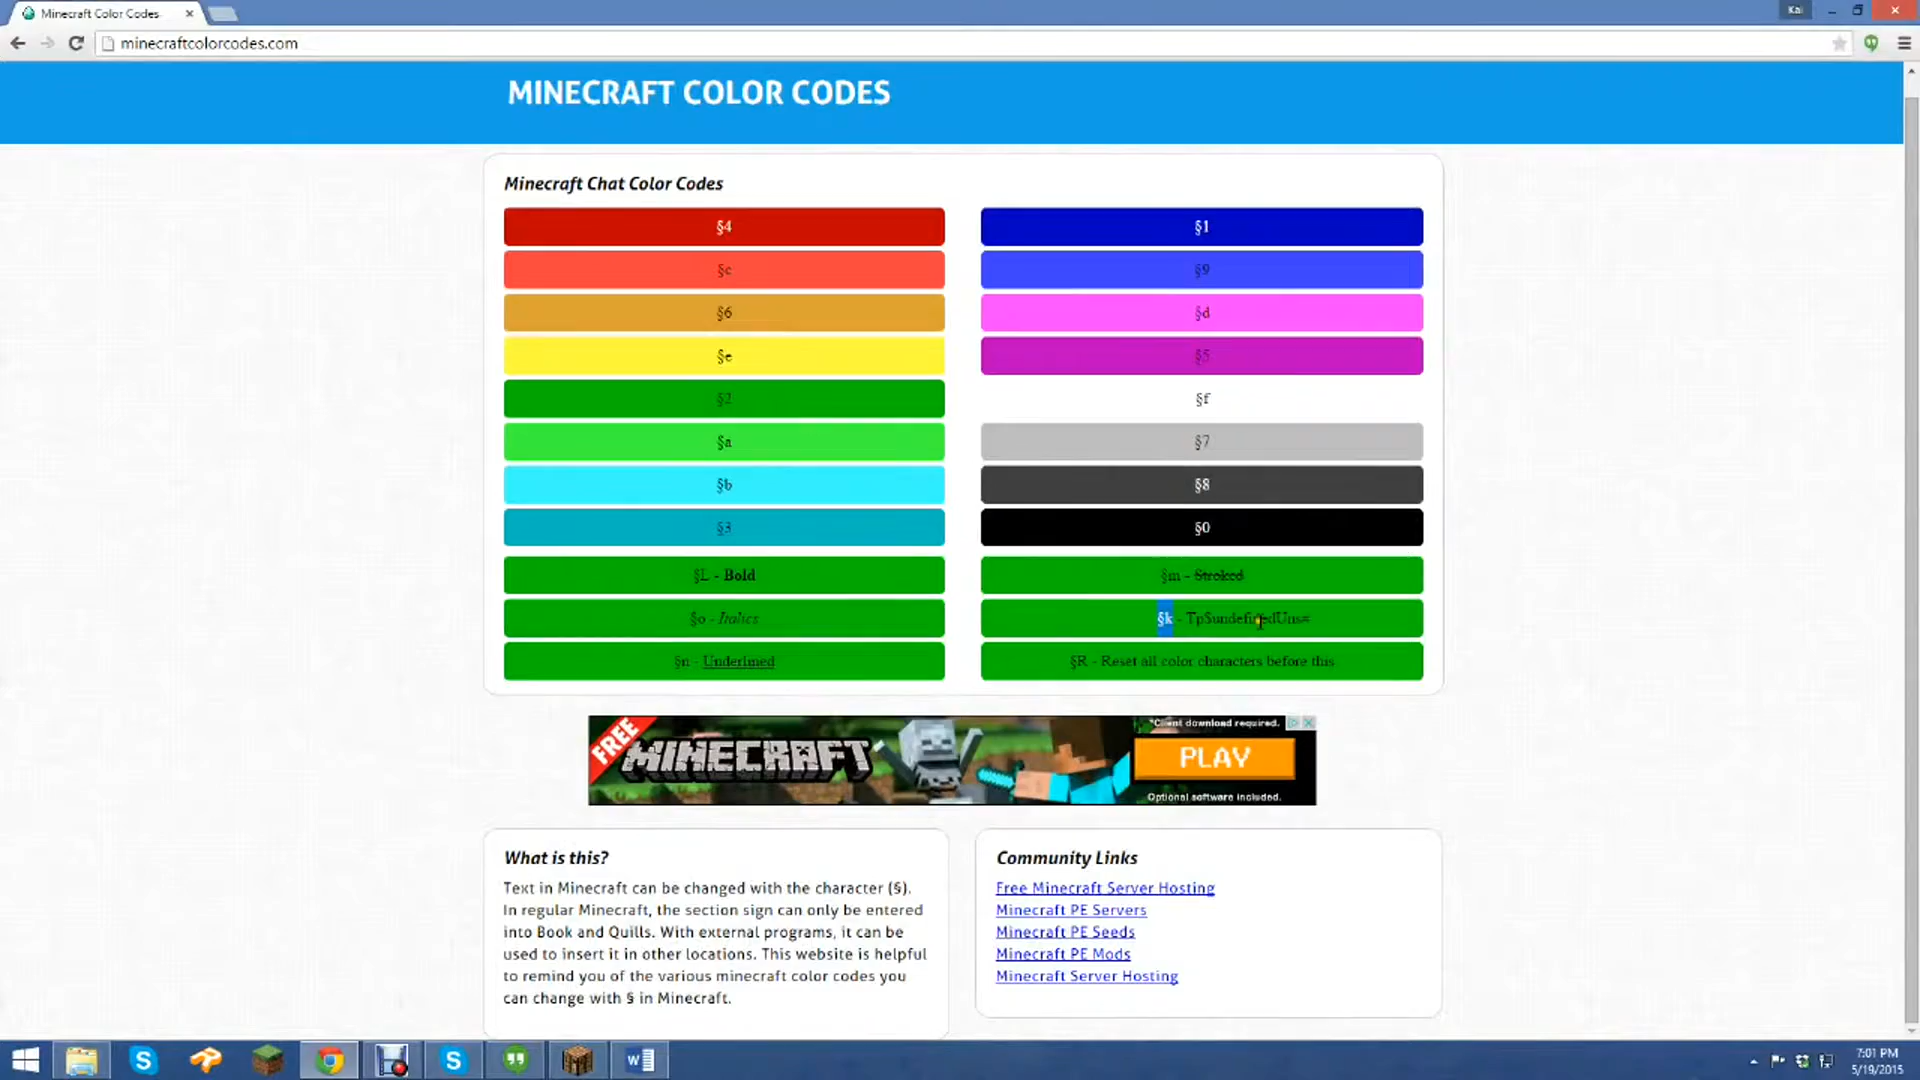 Minecraft Color Codes
Kai
minecraftcolorcodes.com
MINECRAFT COLOR CODES
Minecraft Chat Color Codes
§4
§1
§c
§9
§6
§d
§e
§5
§2
§f
§a
§7
§b
§8
§3
§0
§L - Bold
§m - Stroked
§o - Italics
§k - TpSundefinedUns#
§n - Underlined
§R - Reset all color characters before this
FREE
MINECRAFT
*Client download required.
PLAY
Optional software included.
What is this?
Text in Minecraft can be changed with the character (§).
In regular Minecraft, the section sign can only be entered
into Book and Quills. With external programs, it can be
used to insert it in other locations. This website is helpful
to remind you of the various minecraft color codes you
can change with § in Minecraft.
Community Links
Free Minecraft Server Hosting
Minecraft PE Servers
Minecraft PE Seeds
Minecraft PE Mods
Minecraft Server Hosting
7:01 PM
5/19/2015